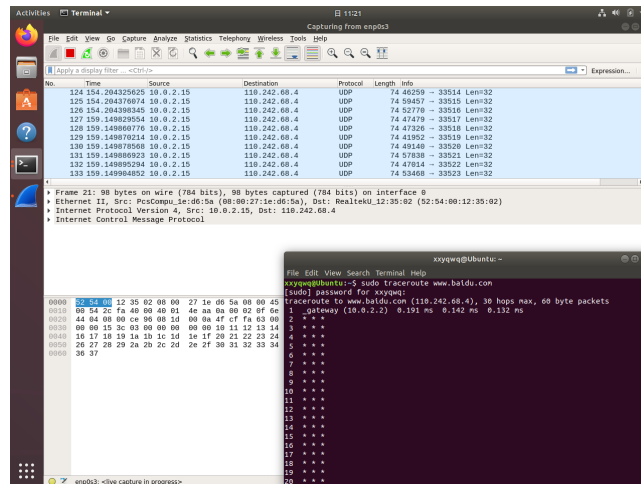 Activities Terminal ▾ 日 11:21
Capturing from enp0s3
File Edit View Go Capture Analyze Statistics Telephony Wireless Tools Help
Apply a display filter ... <Ctrl-/> Expression...
No. Time Source Destination Protocol Length Info
124 154.204325625 10.0.2.15 110.242.68.4 UDP 74 46259 → 33514 Len=32
125 154.204376074 10.0.2.15 110.242.68.4 UDP 74 59457 → 33515 Len=32
126 154.204398345 10.0.2.15 110.242.68.4 UDP 74 52770 → 33516 Len=32
127 159.149829554 10.0.2.15 110.242.68.4 UDP 74 47479 → 33517 Len=32
128 159.149860776 10.0.2.15 110.242.68.4 UDP 74 47326 → 33518 Len=32
129 159.149870214 10.0.2.15 110.242.68.4 UDP 74 41952 → 33519 Len=32
130 159.149878568 10.0.2.15 110.242.68.4 UDP 74 49140 → 33520 Len=32
131 159.149886923 10.0.2.15 110.242.68.4 UDP 74 57838 → 33521 Len=32
132 159.149895294 10.0.2.15 110.242.68.4 UDP 74 47014 → 33522 Len=32
133 159.149904852 10.0.2.15 110.242.68.4 UDP 74 53468 → 33523 Len=32
Frame 21: 98 bytes on wire (784 bits), 98 bytes captured (784 bits) on interface 0
Ethernet II, Src: PcsCompu_1e:d6:5a (08:00:27:1e:d6:5a), Dst: RealtekU_12:35:02 (52:54:00:12:35:02)
Internet Protocol Version 4, Src: 10.0.2.15, Dst: 110.242.68.4
Internet Control Message Protocol
0000 52 54 00 12 35 02 08 00 27 1e d6 5a 08 00 45
0010 00 54 2c fa 40 00 40 01 4e aa 0a 00 02 0f 6e
0020 44 04 08 00 ce 96 08 1d 00 0a 4f cf fa 63 00
0030 00 00 15 3c 03 00 00 00 00 00 10 11 12 13 14
0040 16 17 18 19 1a 1b 1c 1d 1e 1f 20 21 22 23 24
0050 26 27 28 29 2a 2b 2c 2d 2e 2f 30 31 32 33 34
0060 36 37
enp0s3: <live capture in progress>
xxyqwq@Ubuntu: ~
File Edit View Search Terminal Help
xxyqwq@Ubuntu:~$ sudo traceroute www.baidu.com
[sudo] password for xxyqwq:
traceroute to www.baidu.com (110.242.68.4), 30 hops max, 60 byte packets
1 _gateway (10.0.2.2) 0.191 ms 0.142 ms 0.132 ms
2 * * *
3 * * *
4 * * *
5 * * *
6 * * *
7 * * *
8 * * *
9 * * *
10 * * *
11 * * *
12 * * *
13 * * *
14 * * *
15 * * *
16 * * *
17 * * *
18 * * *
19 * * *
20 * * *